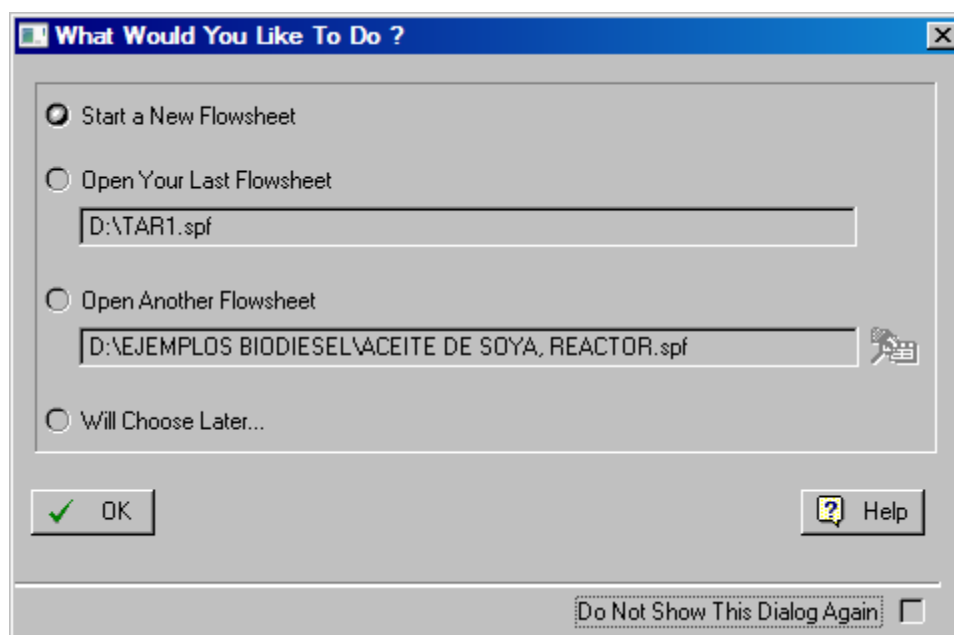 What Would You Like To Do ?
Start a New Flowsheet
Open Your Last Flowsheet
D:\TAR1.spf
Open Another Flowsheet
D:\EJEMPLOS BIODIESEL\ACEITE DE SOYA, REACTOR.spf
Will Choose Later...
OK
Help
Do Not Show This Dialog Again